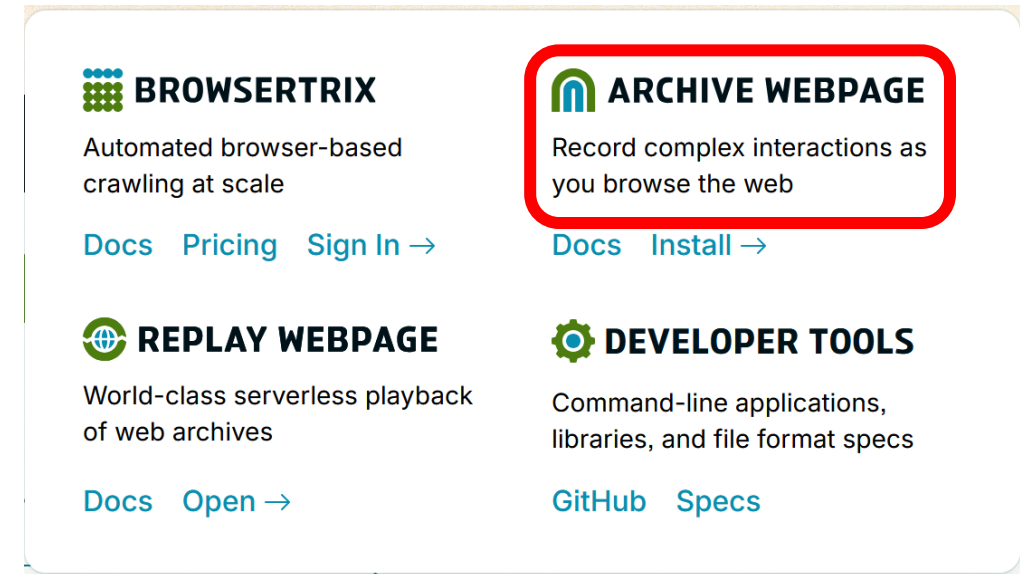 BROWSERTRIX
Automated browser-based
crawling at scale
Docs Pricing Sign In →
ARCHIVE WEBPAGE
Record complex interactions as
you browse the web
Docs Install →
REPLAY WEBPAGE
World-class serverless playback
of web archives
Docs Open →
DEVELOPER TOOLS
Command-line applications,
libraries, and file format specs
GitHub Specs